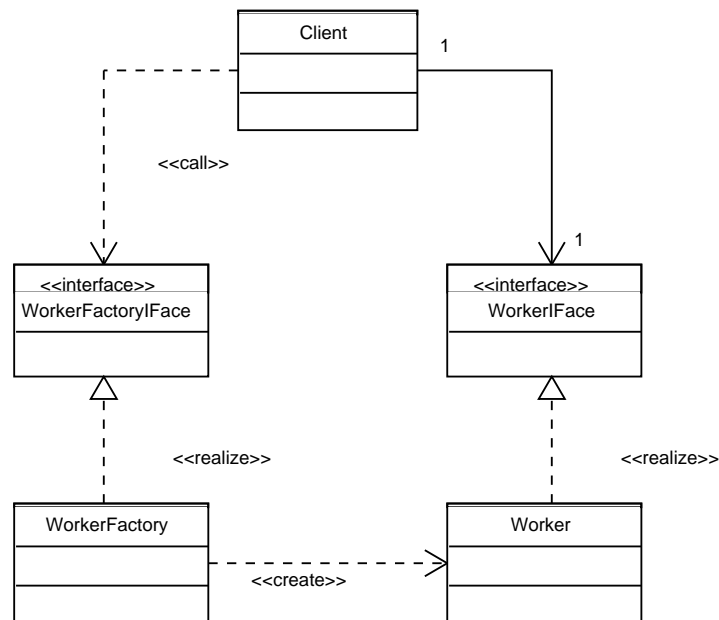 Client
1
<<call>>
1
<<interface>>
WorkerFactoryIFace
<<interface>>
WorkerIFace
<<realize>>
<<realize>>
WorkerFactory
Worker
<<create>>